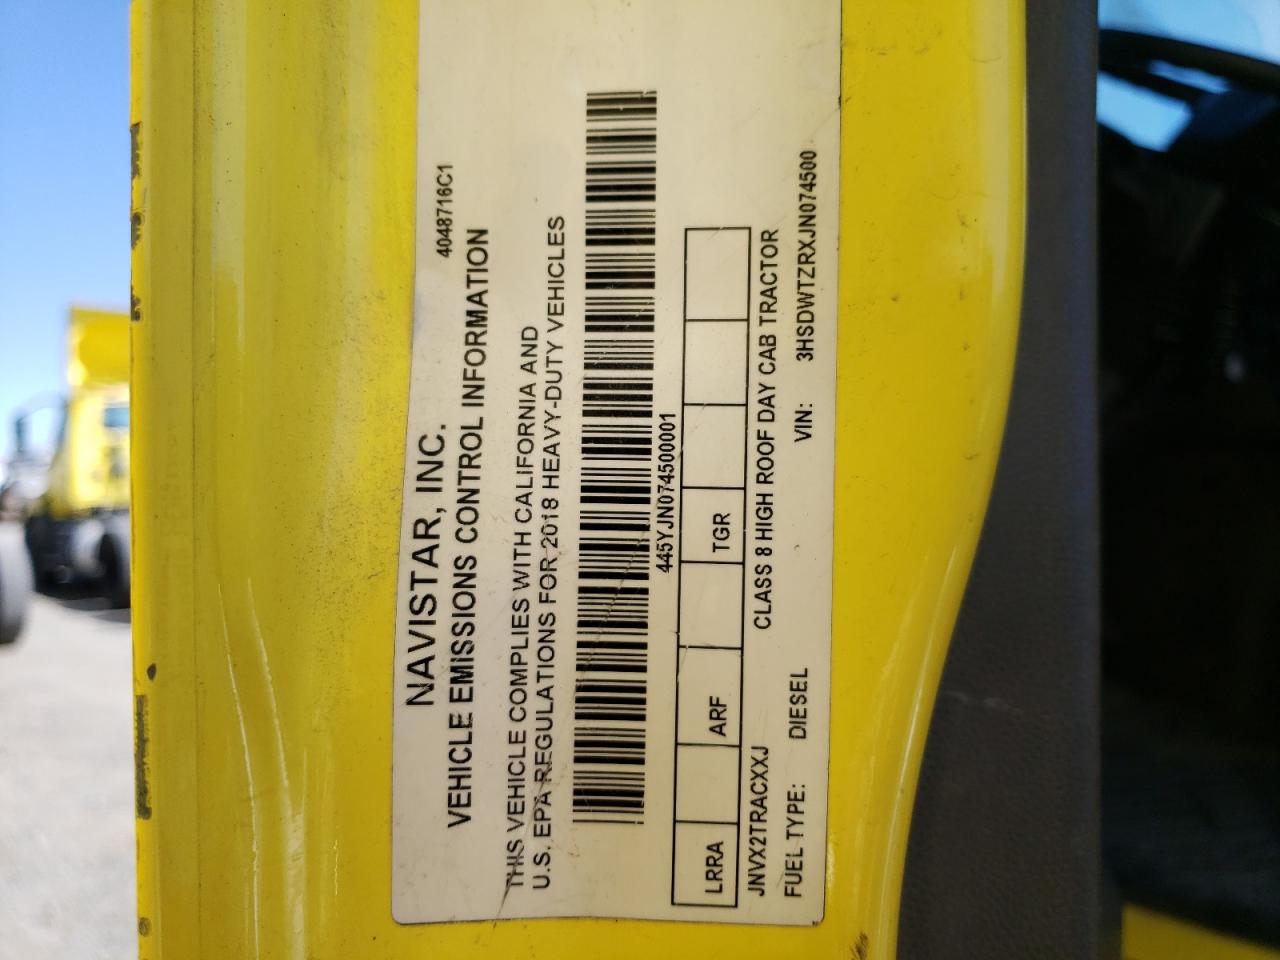 4048716C1
NAVISTAR, INC.
VEHICLE EMISSIONS CONTROL INFORMATION
THIS VEHICLE COMPLIES WITH CALIFORNIA AND
U.S. EPA REGULATIONS FOR 2018 HEAVY-DUTY VEHICLES
445YJN074500001
LRRA ARF TGR
JNVX2TRACXXJ CLASS 8 HIGH ROOF DAY CAB TRACTOR
FUEL TYPE: DIESEL VIN: 3HSDWTZRXJN074500